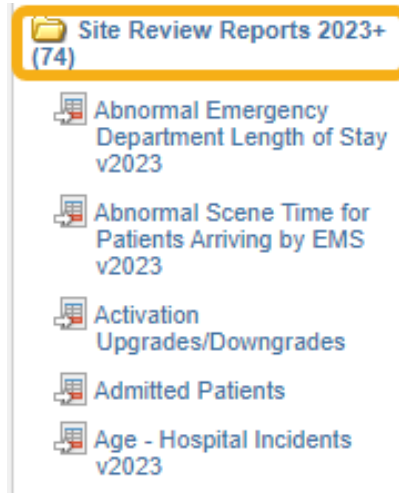 Site Review Reports 2023+
(74)
Abnormal Emergency
Department Length of Stay
v2023
Abnormal Scene Time for
Patients Arriving by EMS
v2023
Activation
Upgrades/Downgrades
Admitted Patients
Age - Hospital Incidents
v2023